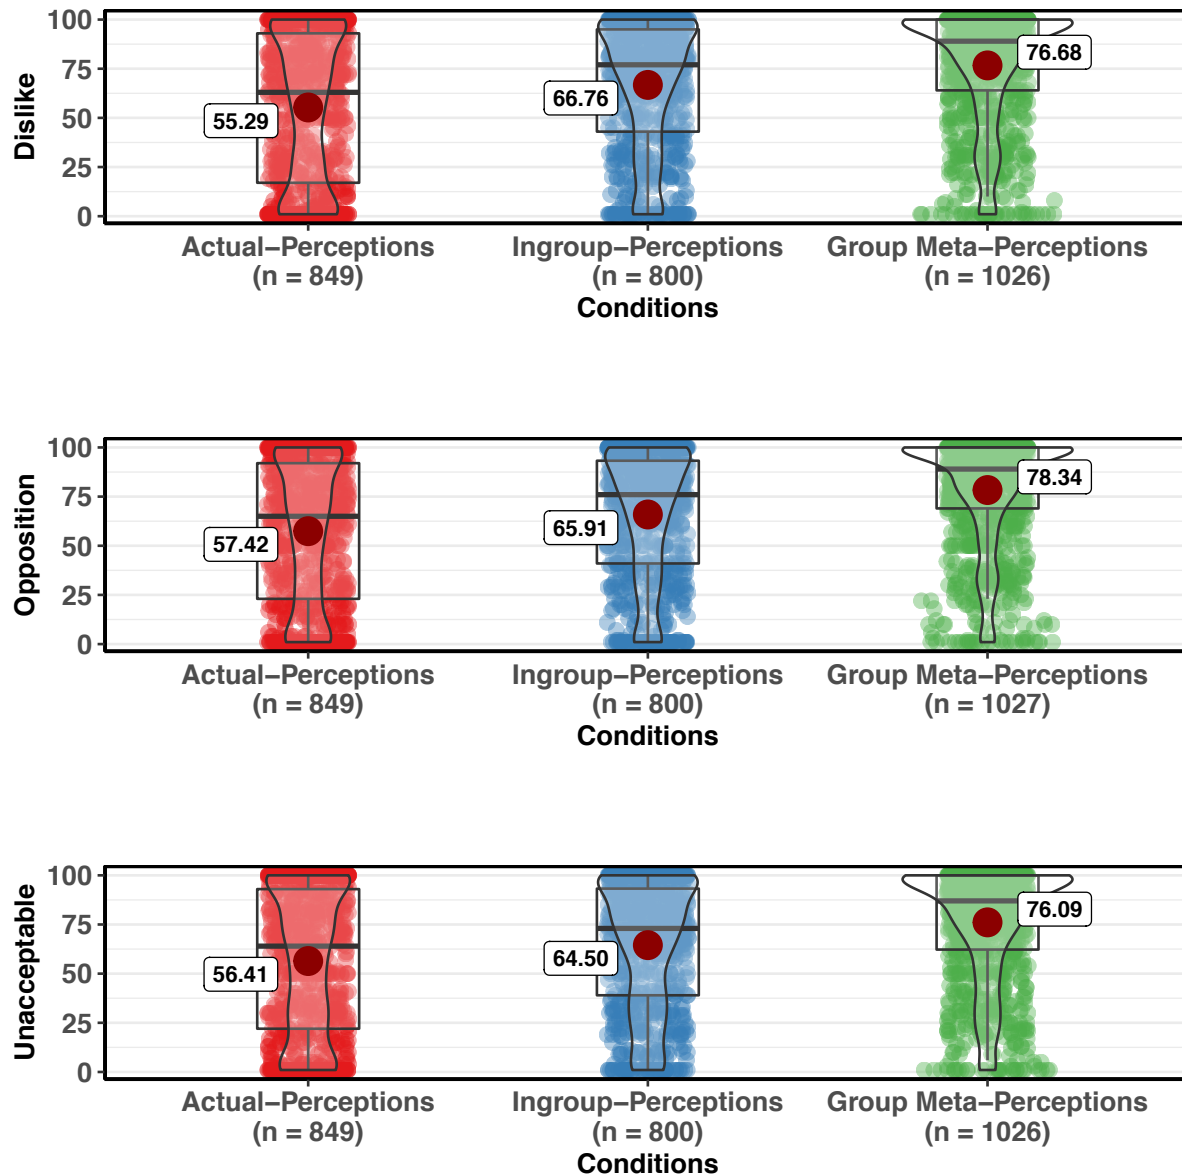 Dislike
100
75
50
25
0
55.29
66.76
76.68
Actual–Perceptions
(n = 849)
Ingroup–Perceptions
(n = 800)
Group Meta–Perceptions
(n = 1026)
Conditions
Opposition
100
75
50
25
0
57.42
65.91
78.34
Actual–Perceptions
(n = 849)
Ingroup–Perceptions
(n = 800)
Group Meta–Perceptions
(n = 1027)
Conditions
Unacceptable
100
75
50
25
0
56.41
64.50
76.09
Actual–Perceptions
(n = 849)
Ingroup–Perceptions
(n = 800)
Group Meta–Perceptions
(n = 1026)
Conditions